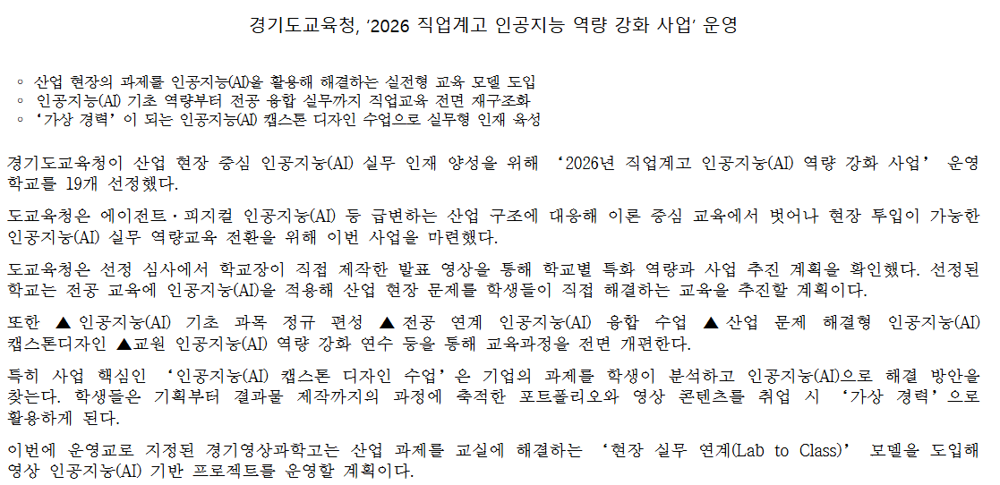 경기도교육청, '2026 직업계고 인공지능 역량 강화 사업' 운영
◦ 산업 현장의 과제를 인공지능(AI)을 활용해 해결하는 실전형 교육 모델 도입
◦ 인공지능(AI) 기초 역량부터 전공 융합 실무까지 직업교육 전면 재구조화
◦ '가상 경력'이 되는 인공지능(AI) 캡스톤 디자인 수업으로 실무형 인재 육성
경기도교육청이 산업 현장 중심 인공지능(AI) 실무 인재 양성을 위해 '2026년 직업계고 인공지능(AI) 역량 강화 사업' 운영
학교를 19개 선정했다.
도교육청은 에이전트·피지컬 인공지능(AI) 등 급변하는 산업 구조에 대응해 이론 중심 교육에서 벗어나 현장 투입이 가능한
인공지능(AI) 실무 역량교육 전환을 위해 이번 사업을 마련했다.
도교육청은 선정 심사에서 학교장이 직접 제작한 발표 영상을 통해 학교별 특화 역량과 사업 추진 계획을 확인했다. 선정된
학교는 전공 교육에 인공지능(AI)을 적용해 산업 현장 문제를 학생들이 직접 해결하는 교육을 추진할 계획이다.
또한 ▲인공지능(AI) 기초 과목 정규 편성 ▲전공 연계 인공지능(AI) 융합 수업 ▲산업 문제 해결형 인공지능(AI)
캡스톤디자인 ▲교원 인공지능(AI) 역량 강화 연수 등을 통해 교육과정을 전면 개편한다.
특히 사업 핵심인 '인공지능(AI) 캡스톤 디자인 수업'은 기업의 과제를 학생이 분석하고 인공지능(AI)으로 해결 방안을
찾는다. 학생들은 기획부터 결과물 제작까지의 과정에 축적한 포트폴리오와 영상 콘텐츠를 취업 시 '가상 경력'으로
활용하게 된다.
이번에 운영교로 지정된 경기영상과학고는 산업 과제를 교실에 해결하는 '현장 실무 연계(Lab to Class)' 모델을 도입해
영상 인공지능(AI) 기반 프로젝트를 운영할 계획이다.